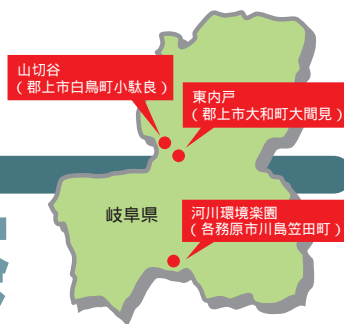 山切谷
（郡上市白鳥町小駄良）
東内戸
（郡上市大和町大間見）
岐阜県
河川環境楽園
（各務原市川島笠田町）